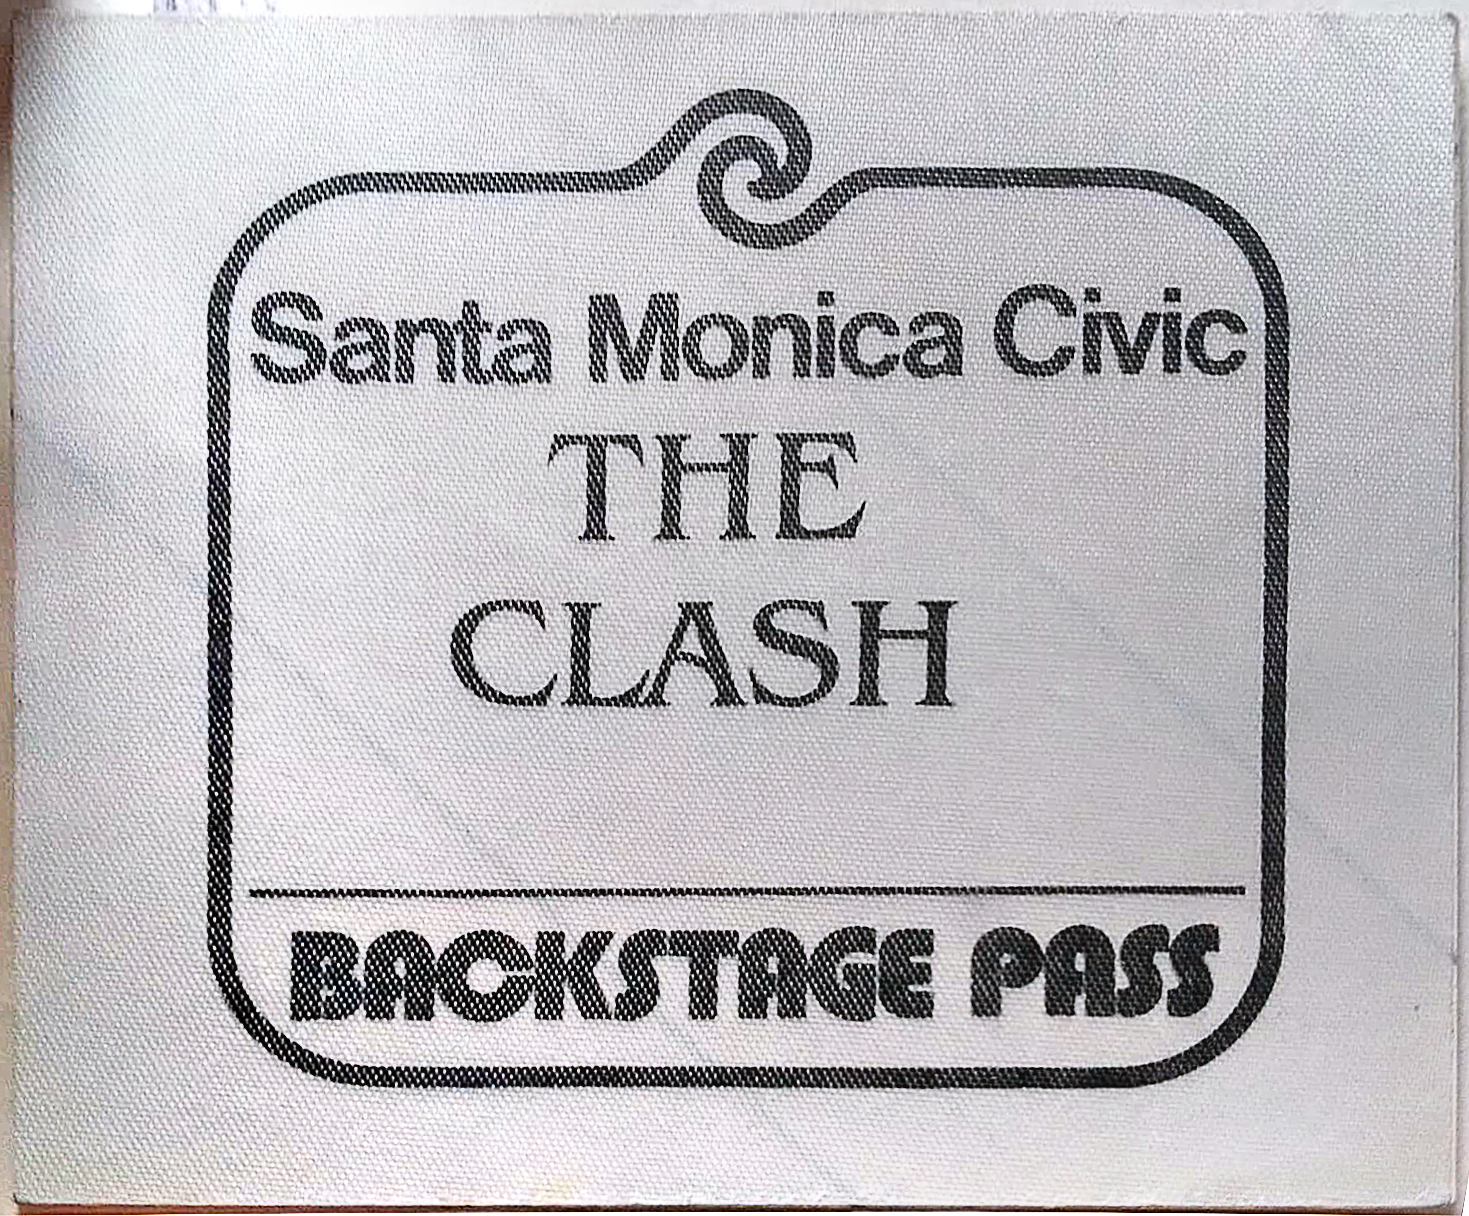 Santa Monica Civic
THE
CLASH
BACKSTAGE PASS